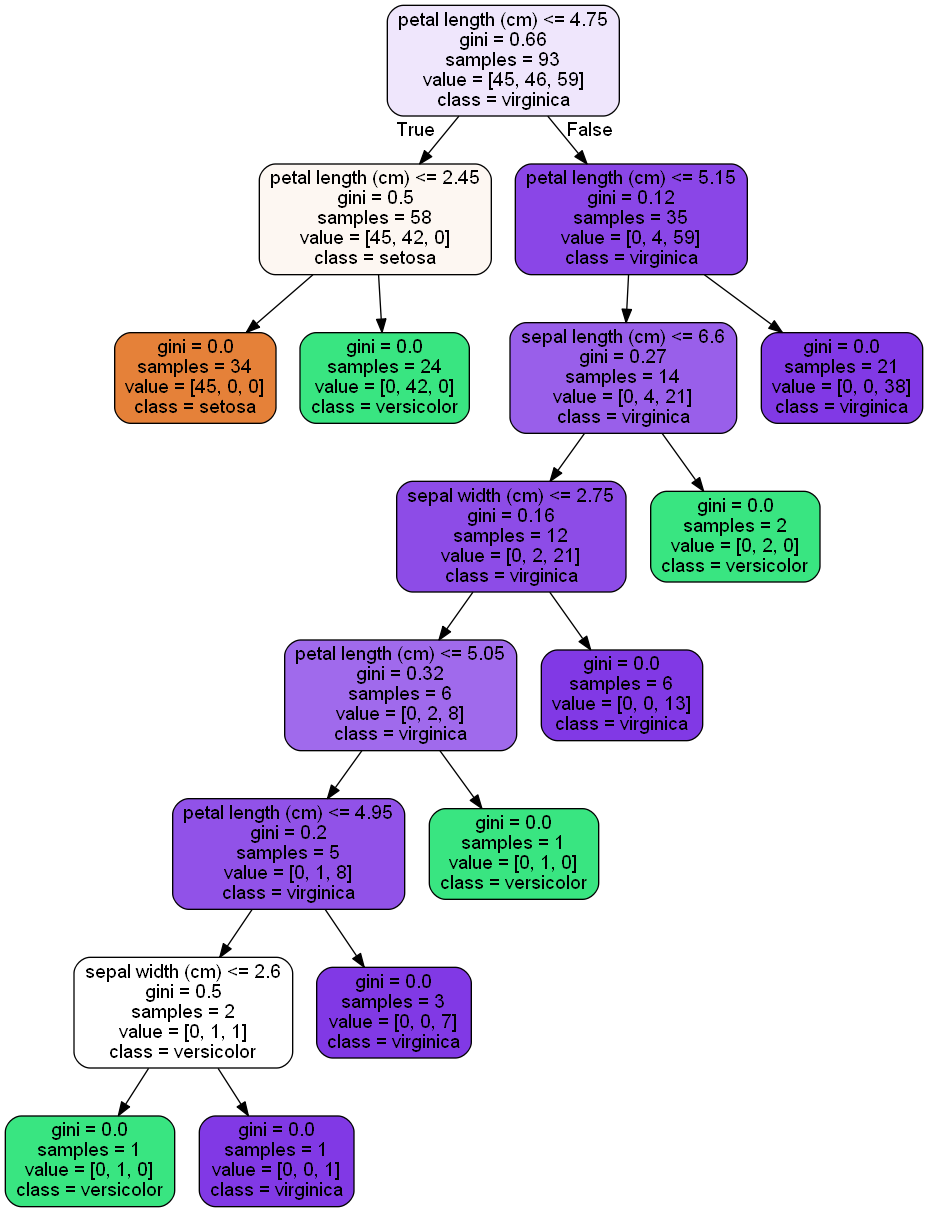 petal length (cm) <= 4.75
gini = 0.66
samples = 93
value = [45, 46, 59]
class = virginica
True
False
petal length (cm) <= 2.45
gini = 0.5
samples = 58
value = [45, 42, 0]
class = setosa
petal length (cm) <= 5.15
gini = 0.12
samples = 35
value = [0, 4, 59]
class = virginica
gini = 0.0
samples = 34
value = [45, 0, 0]
class = setosa
gini = 0.0
samples = 24
value = [0, 42, 0]
class = versicolor
sepal length (cm) <= 6.6
gini = 0.27
samples = 14
value = [0, 4, 21]
class = virginica
gini = 0.0
samples = 21
value = [0, 0, 38]
class = virginica
sepal width (cm) <= 2.75
gini = 0.16
samples = 12
value = [0, 2, 21]
class = virginica
gini = 0.0
samples = 2
value = [0, 2, 0]
class = versicolor
petal length (cm) <= 5.05
gini = 0.32
samples = 6
value = [0, 2, 8]
class = virginica
gini = 0.0
samples = 6
value = [0, 0, 13]
class = virginica
petal length (cm) <= 4.95
gini = 0.2
samples = 5
value = [0, 1, 8]
class = virginica
gini = 0.0
samples = 1
value = [0, 1, 0]
class = versicolor
sepal width (cm) <= 2.6
gini = 0.5
samples = 2
value = [0, 1, 1]
class = versicolor
gini = 0.0
samples = 3
value = [0, 0, 7]
class = virginica
gini = 0.0
samples = 1
value = [0, 1, 0]
class = versicolor
gini = 0.0
samples = 1
value = [0, 0, 1]
class = virginica